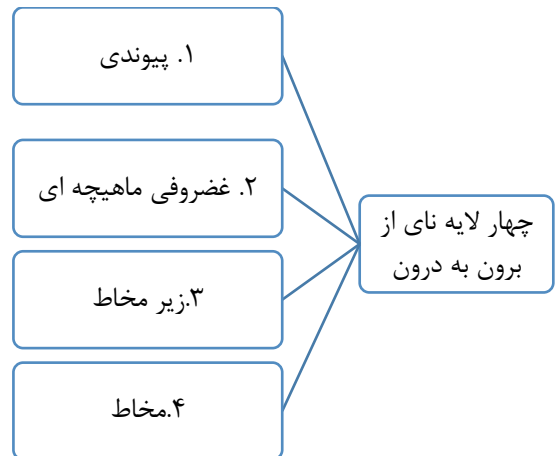 چهار لایه نای از
برون به درون
۱. پیوندی
۲. غضروفی ماهیچه ای
۳.زیر مخاط
۴.مخاط